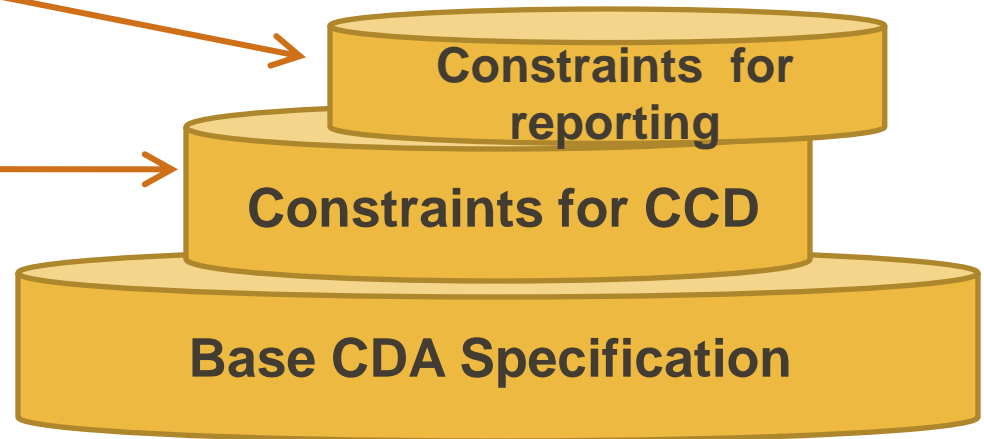 Constraints  for
reporting
Constraints for CCD
Base CDA Specification